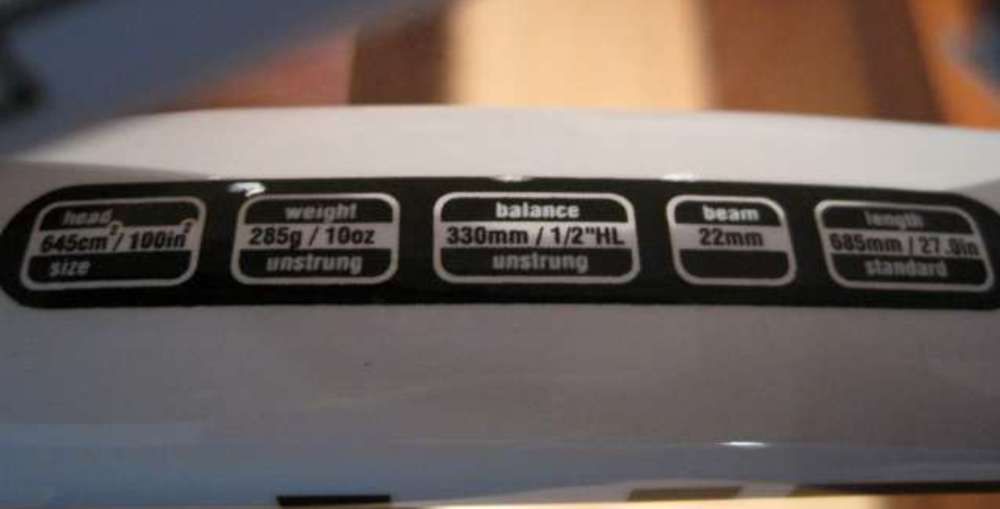 head
645cm²/ 100in²
size
weight
285g / 10oz
unstrung
balance
330mm / 1/2"HL
unstrung
beam
22mm
length
685mm / 27.0in
standard